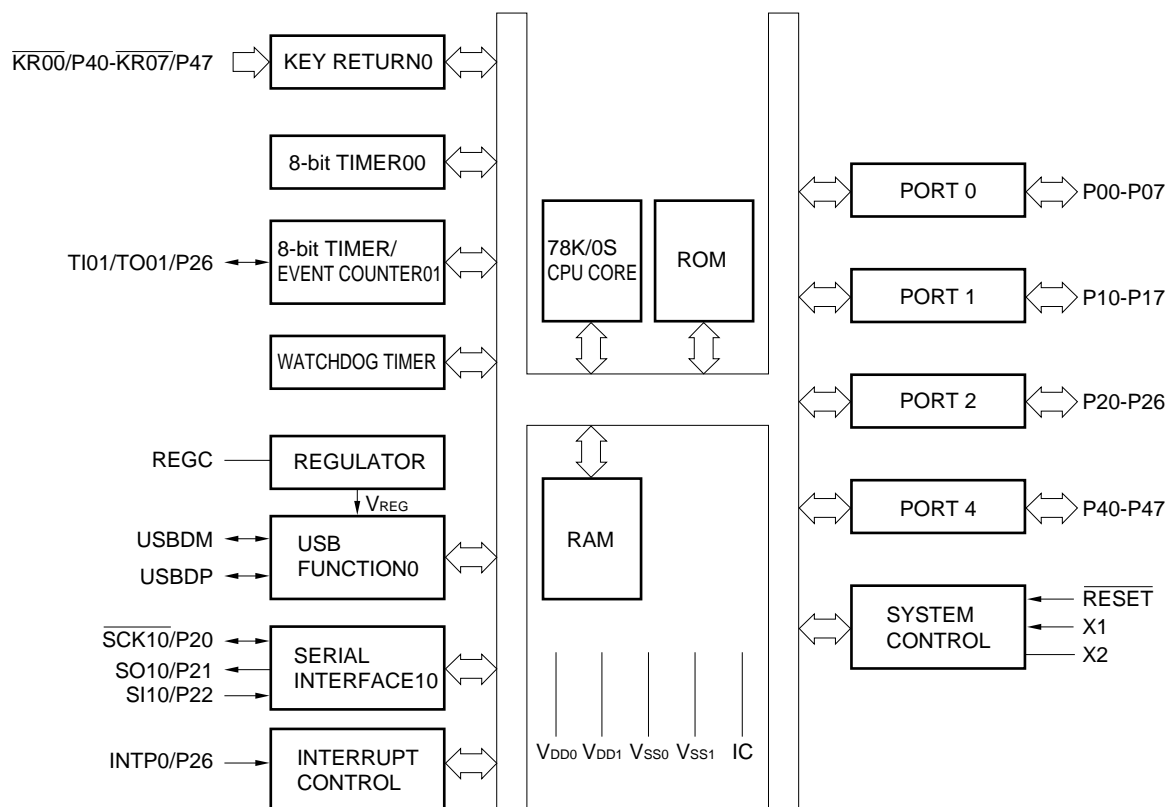 KR00/P40-KR07/P47
KEY RETURN0
8-bit TIMER00
TI01/TO01/P26
8-bit TIMER/
EVENT COUNTER01
WATCHDOG TIMER
REGC
REGULATOR
VREG
USBDM
USBDP
USB
FUNCTION0
SCK10/P20
SO10/P21
SI10/P22
SERIAL
INTERFACE10
INTP0/P26
INTERRUPT
CONTROL
78K/0S
CPU CORE
ROM
RAM
VDD0 VDD1 VSS0 VSS1 IC
PORT 0
P00-P07
PORT 1
P10-P17
PORT 2
P20-P26
PORT 4
P40-P47
SYSTEM
CONTROL
RESET
X1
X2